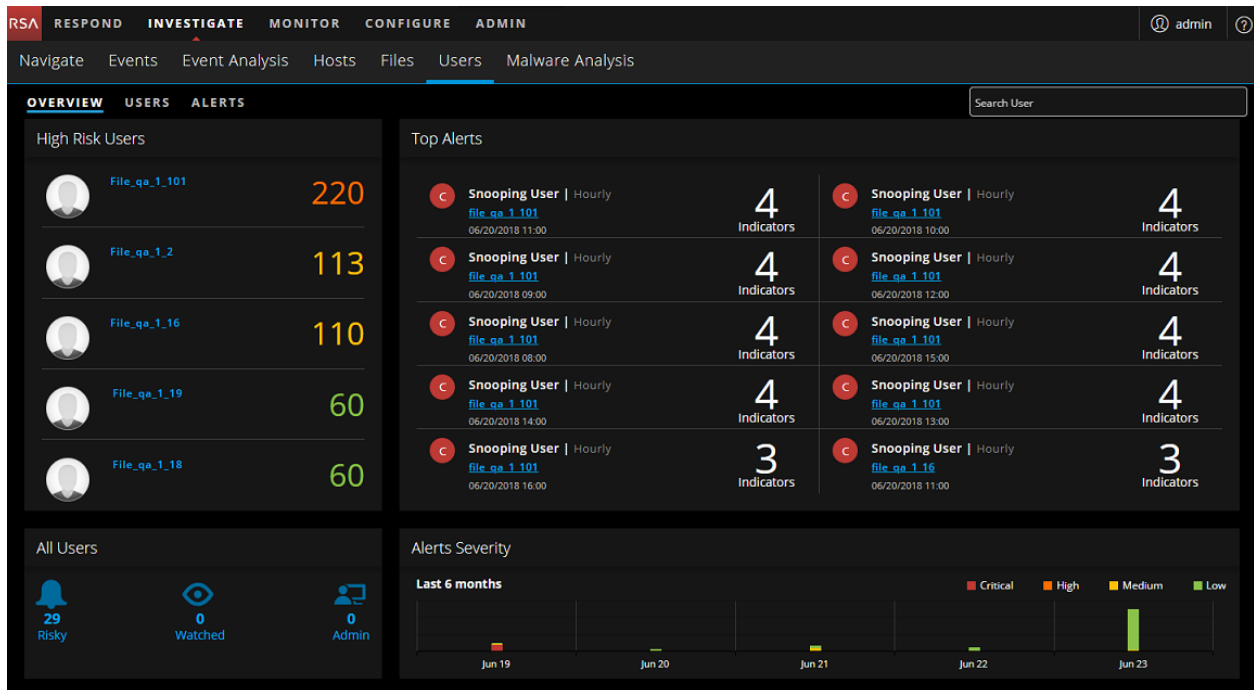 RSA RESPOND INVESTIGATE MONITOR CONFIGURE ADMIN admin ?
Navigate Events Event Analysis Hosts Files Users Malware Analysis
OVERVIEW USERS ALERTS Search User
High Risk Users
File_qa_1_101 220
File_qa_1_2 113
File_qa_1_16 110
File_qa_1_19 60
File_qa_1_18 60
Top Alerts
C Snooping User | Hourly
file_qa_1_101
06/20/2018 11:00
4
Indicators
C Snooping User | Hourly
file_qa_1_101
06/20/2018 10:00
4
Indicators
C Snooping User | Hourly
file_qa_1_101
06/20/2018 09:00
4
Indicators
C Snooping User | Hourly
file_qa_1_101
06/20/2018 12:00
4
Indicators
C Snooping User | Hourly
file_qa_1_101
06/20/2018 08:00
4
Indicators
C Snooping User | Hourly
file_qa_1_101
06/20/2018 15:00
4
Indicators
C Snooping User | Hourly
file_qa_1_101
06/20/2018 14:00
4
Indicators
C Snooping User | Hourly
file_qa_1_101
06/20/2018 13:00
4
Indicators
C Snooping User | Hourly
file_qa_1_101
06/20/2018 16:00
3
Indicators
C Snooping User | Hourly
file_qa_1_16
06/20/2018 11:00
3
Indicators
All Users
29 0 0
Risky Watched Admin
Alerts Severity
Last 6 months Critical High Medium Low
Jun 19 Jun 20 Jun 21 Jun 22 Jun 23